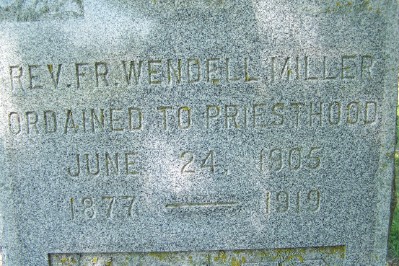 REV. FR. WENDELL MILLER
ORDAINED TO PRIESTHOOD
JUNE 24, 1905
1877 — 1919